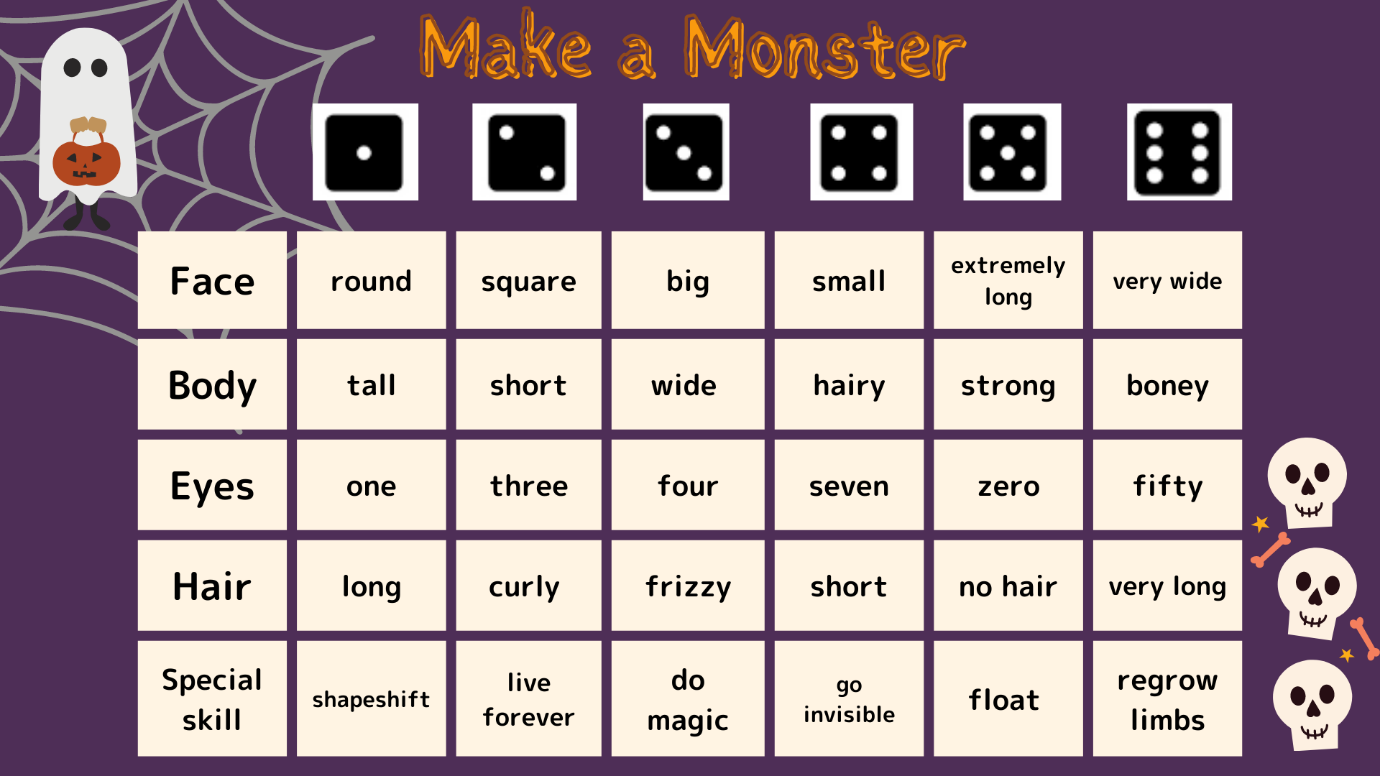 Make a Monster
Face round square big small extremely long very wide
Body tall short wide hairy strong boney
Eyes one three four seven zero fifty
Hair long curly frizzy short no hair very long
Special skill shapeshift live forever do magic go invisible float regrow limbs